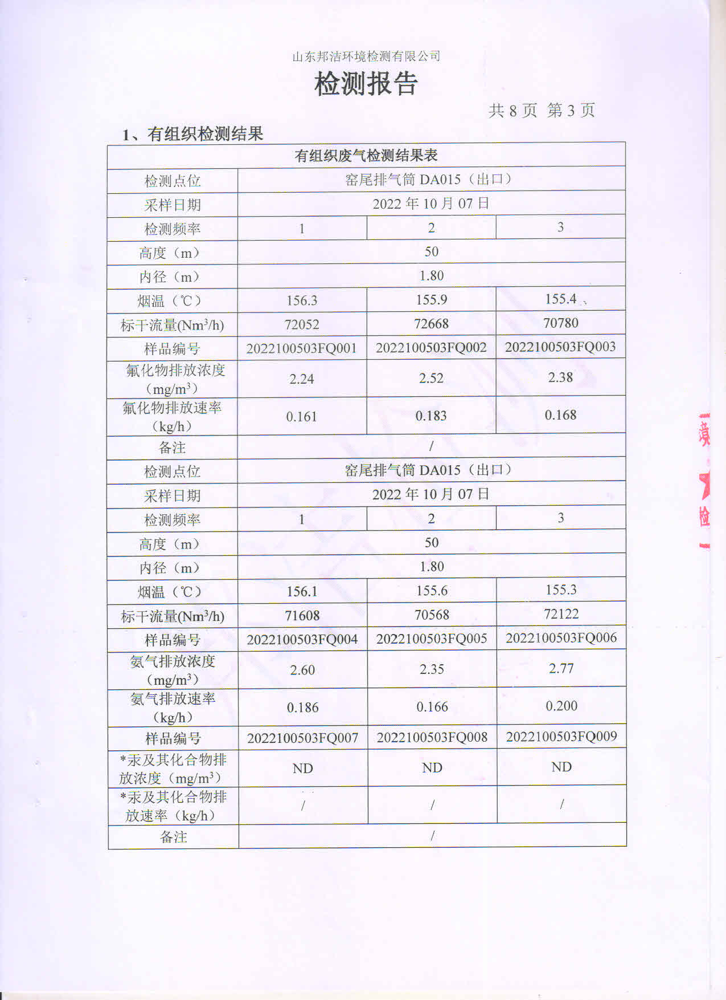 山东邦洁环境检测有限公司
检测报告
共 8 页 第 3 页
1、有组织检测结果
有组织废气检测结果表
检测点位 窑尾排气筒 DA015（出口）
采样日期 2022 年 10 月 07 日
检测频率 1 2 3
高度（m） 50
内径（m） 1.80
烟温（℃） 156.3 155.9 155.4
标干流量(Nm³/h) 72052 72668 70780
样品编号 2022100503FQ001 2022100503FQ002 2022100503FQ003
氟化物排放浓度
（mg/m³） 2.24 2.52 2.38
氟化物排放速率
（kg/h） 0.161 0.183 0.168
备注 /
检测点位 窑尾排气筒 DA015（出口）
采样日期 2022 年 10 月 07 日
检测频率 1 2 3
高度（m） 50
内径（m） 1.80
烟温（℃） 156.1 155.6 155.3
标干流量(Nm³/h) 71608 70568 72122
样品编号 2022100503FQ004 2022100503FQ005 2022100503FQ006
氨气排放浓度
（mg/m³） 2.60 2.35 2.77
氨气排放速率
（kg/h） 0.186 0.166 0.200
样品编号 2022100503FQ007 2022100503FQ008 2022100503FQ009
*汞及其化合物排
放浓度（mg/m³） ND ND ND
*汞及其化合物排
放速率（kg/h） / / /
备注 /
境
检